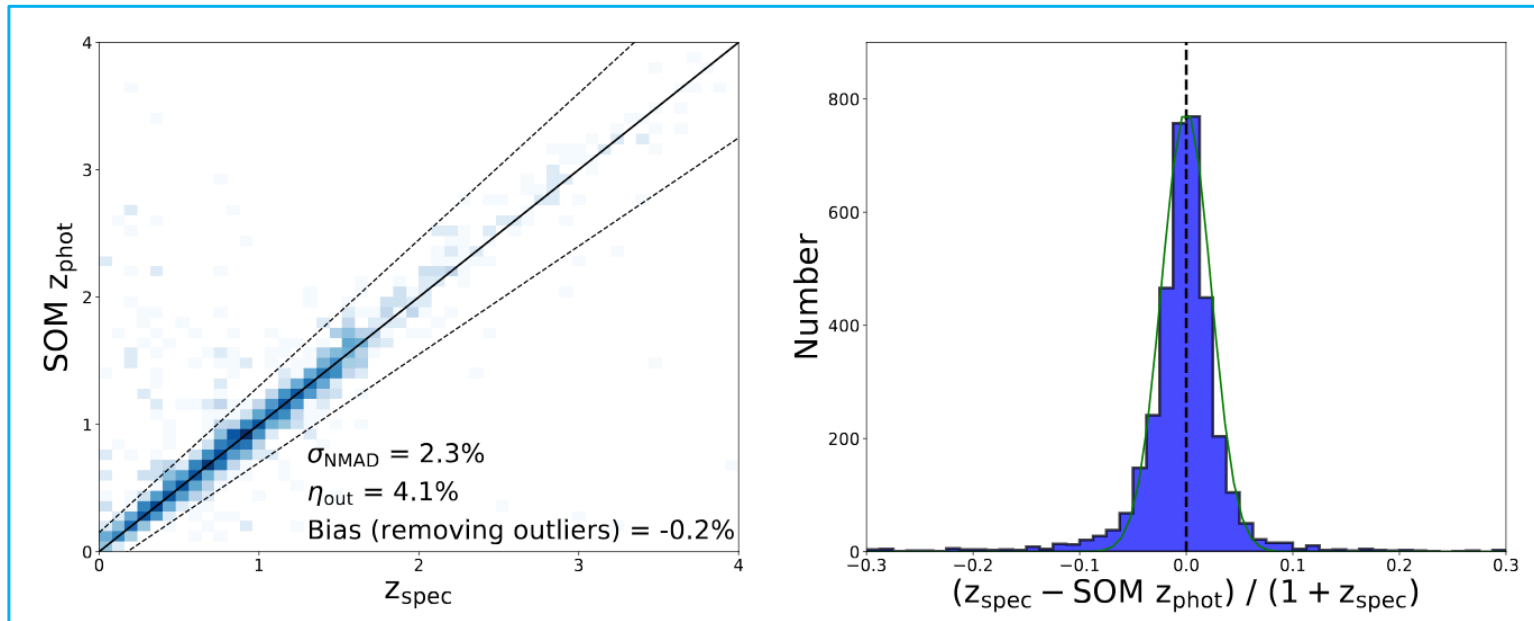 4
3
2
1
0
SOM z_phot
σ_NMAD = 2.3%
η_out = 4.1%
Bias (removing outliers) = -0.2%
0 1 2 3 4
z_spec
800
600
400
200
0
Number
−0.3 −0.2 −0.1 0.0 0.1 0.2 0.3
(z_spec − SOM z_phot) / (1 + z_spec)